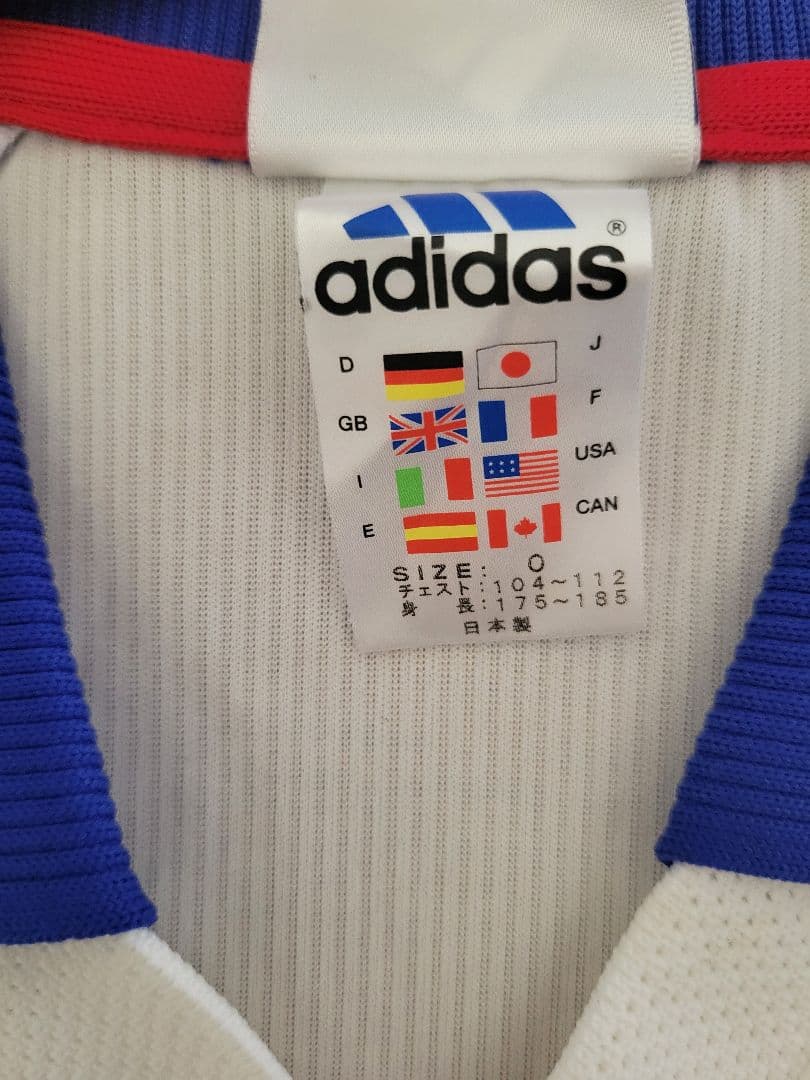 adidas®
D J
GB F
I USA
E CAN
SIZE: O
チェスト:104~112
身長:175~185
日本製